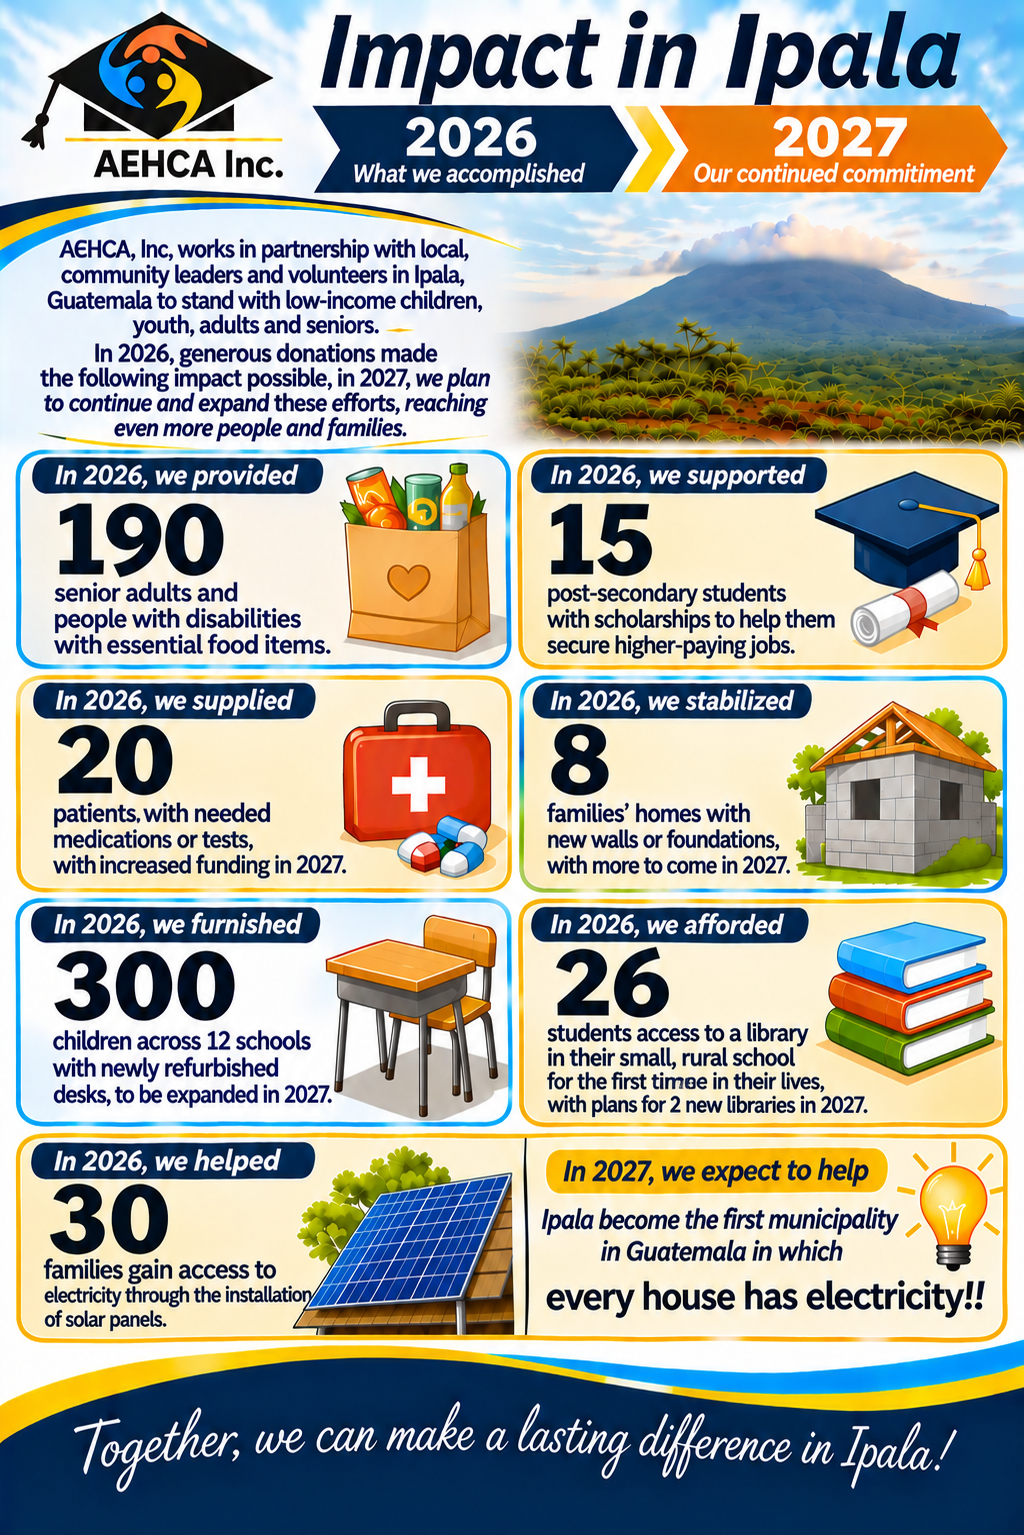 Impact in Ipala
AEHCA Inc.
2026
What we accomplished
2027
Our continued commitiment
AEHCA, Inc, works in partnership with local,
community leaders and volunteers in Ipala,
Guatemala to stand with low-income children,
youth, adults and seniors.
In 2026, generous donations made
the following impact possible, in 2027, we plan
to continue and expand these efforts, reaching
even more people and families.
In 2026, we provided
190
senior adults and
people with disabilities
with essential food items.
In 2026, we supported
15
post-secondary students
with scholarships to help them
secure higher-paying jobs.
In 2026, we supplied
20
patients, with needed
medications or tests,
with increased funding in 2027.
In 2026, we stabilized
8
families' homes with
new walls or foundations,
with more to come in 2027.
In 2026, we furnished
300
children across 12 schools
with newly refurbished
desks, to be expanded in 2027.
In 2026, we afforded
26
students access to a library
in their small, rural school
for the first in their lives,
with plans for 2 new libraries in 2027.
In 2026, we helped
30
families gain access to
electricity through the installation
of solar panels.
In 2027, we expect to help
Ipala become the first municipality
in Guatemala in which
every house has electricity!!
Together, we can make a lasting difference in Ipala!